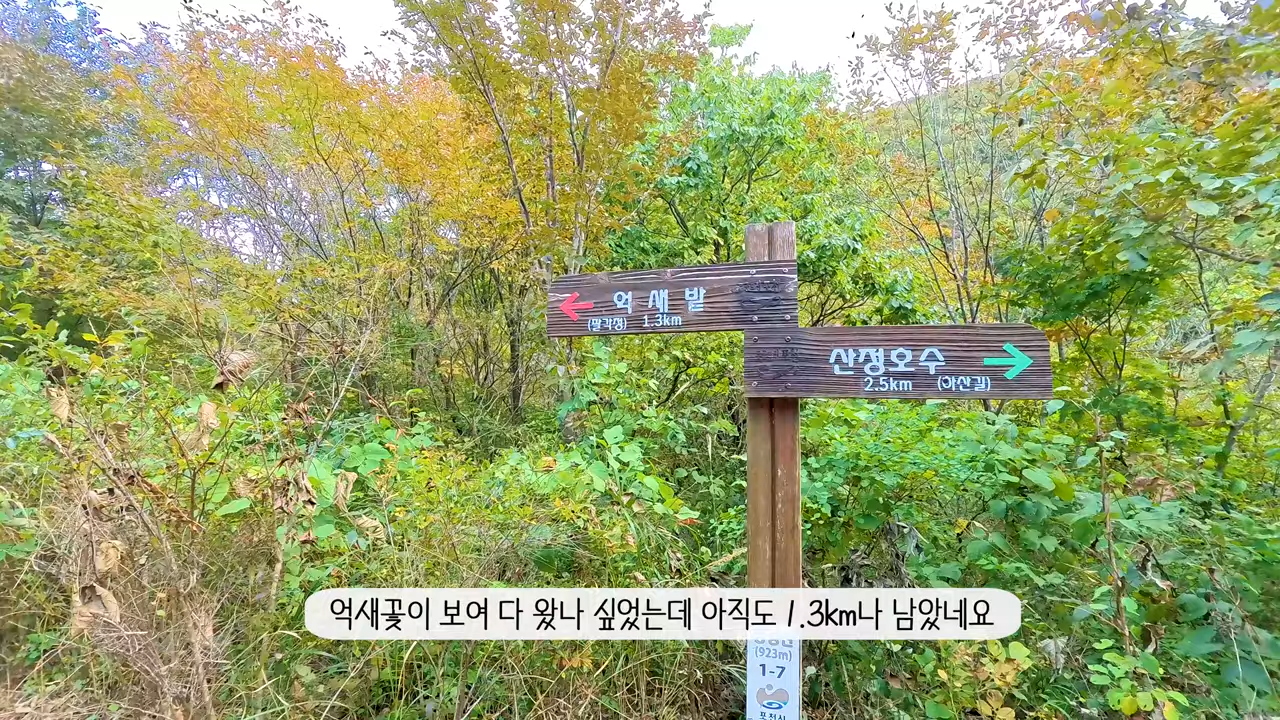 억새밭
(팔각정) 1.3km
산정호수
2.5km (야산길)
억새꽃이 보여 다 왔나 싶었는데 아직도 1.3km나 남았네요
(923m)
1-7
포천시